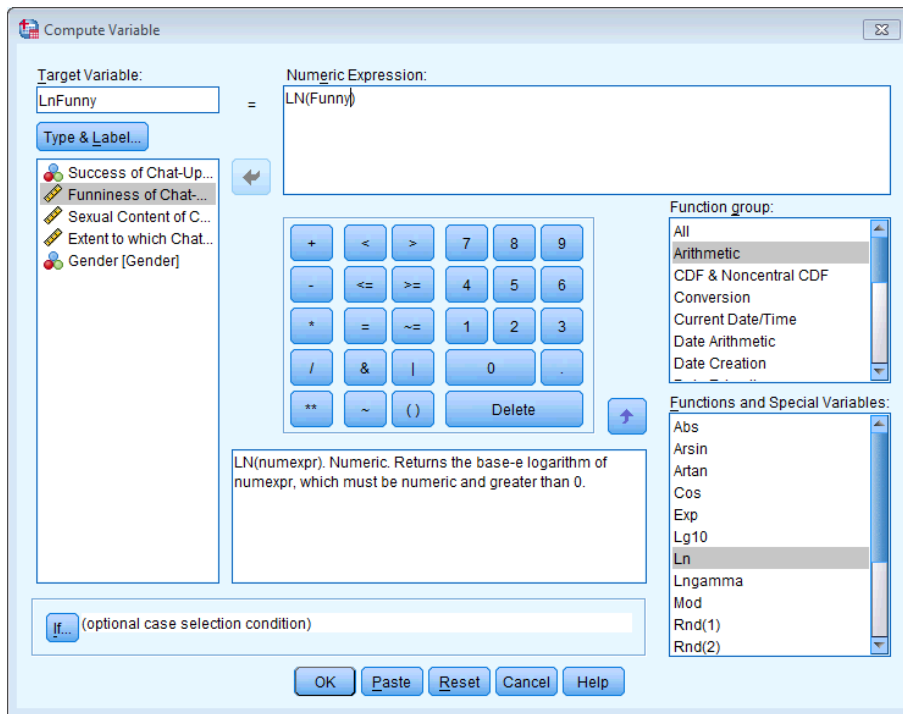 Compute Variable
Target Variable:
LnFunny
=
Type & Label...
Success of Chat-Up...
Funniness of Chat-...
Sexual Content of C...
Extent to which Chat...
Gender [Gender]
Numeric Expression:
LN(Funny)
+ < > 7 8 9
- <= >= 4 5 6
* = ~= 1 2 3
/ & | 0 .
** ~ ( ) Delete
LN(numexpr). Numeric. Returns the base-e logarithm of
numexpr, which must be numeric and greater than 0.
Function group:
All
Arithmetic
CDF & Noncentral CDF
Conversion
Current Date/Time
Date Arithmetic
Date Creation
Functions and Special Variables:
Abs
Arsin
Artan
Cos
Exp
Lg10
Ln
Lngamma
Mod
Rnd(1)
Rnd(2)
If... (optional case selection condition)
OK Paste Reset Cancel Help